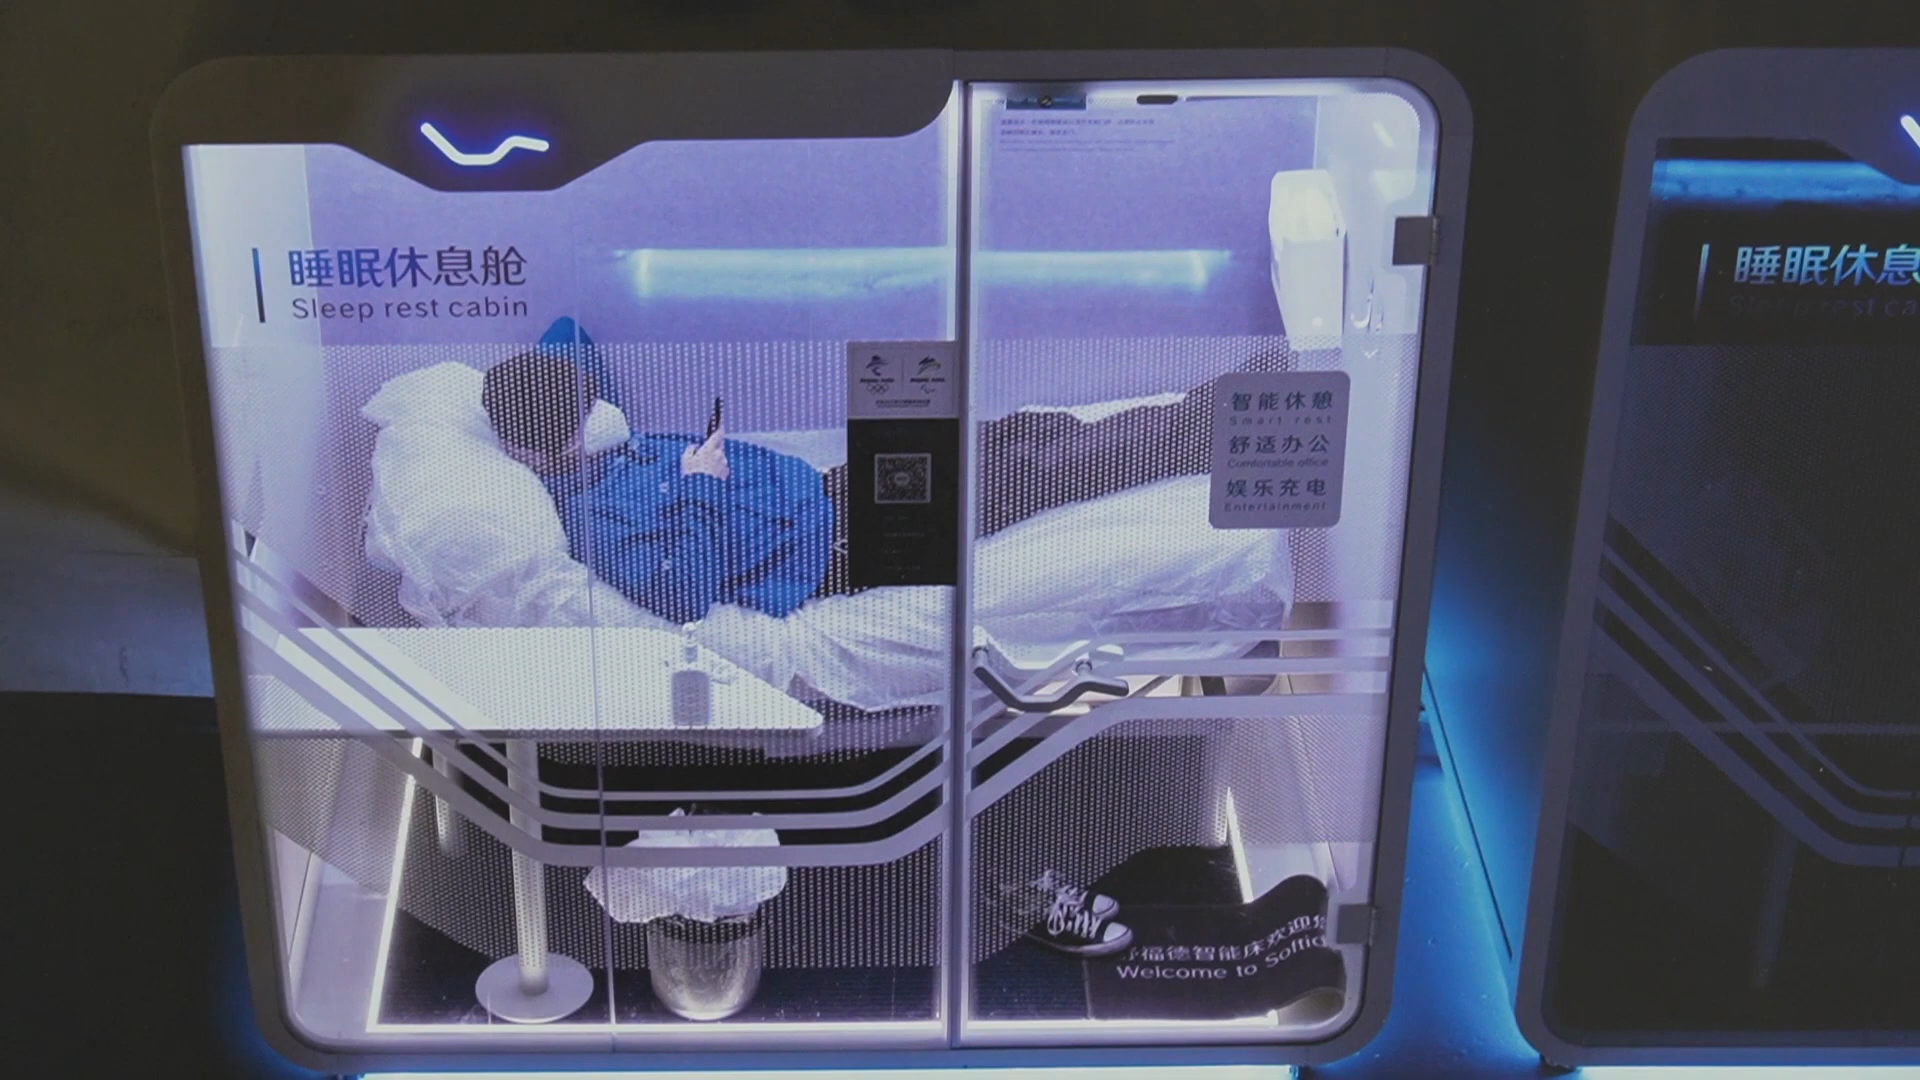 睡眠休息舱
Sleep rest cabin
智能休憩
Smart rest
舒适办公
Comfortable office
娱乐充电
Entertainment
福德智能床欢迎
Welcome to
睡眠休息
Sleep rest